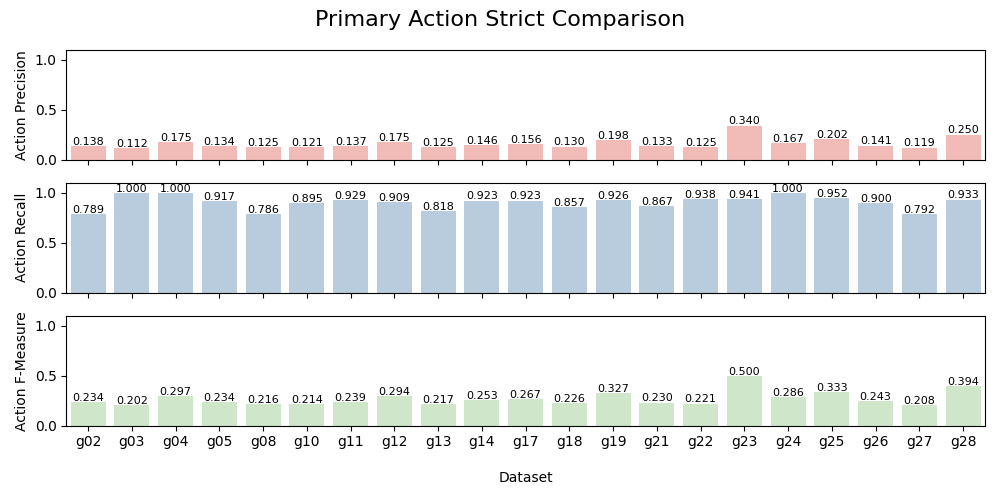 Primary Action Strict Comparison
Action Precision
1.0
0.5
0.0
0.138 0.112 0.175 0.134 0.125 0.121 0.137 0.175 0.125 0.146 0.156 0.130 0.198 0.133 0.125 0.340 0.167 0.202 0.141 0.119 0.250
Action Recall
1.0
0.5
0.0
0.789 1.000 1.000 0.917 0.786 0.895 0.929 0.909 0.818 0.923 0.923 0.857 0.926 0.867 0.938 0.941 1.000 0.952 0.900 0.792 0.933
Action F-Measure
1.0
0.5
0.0
0.234 0.202 0.297 0.234 0.216 0.214 0.239 0.294 0.217 0.253 0.267 0.226 0.327 0.230 0.221 0.500 0.286 0.333 0.243 0.208 0.394
g02 g03 g04 g05 g08 g10 g11 g12 g13 g14 g17 g18 g19 g21 g22 g23 g24 g25 g26 g27 g28
Dataset